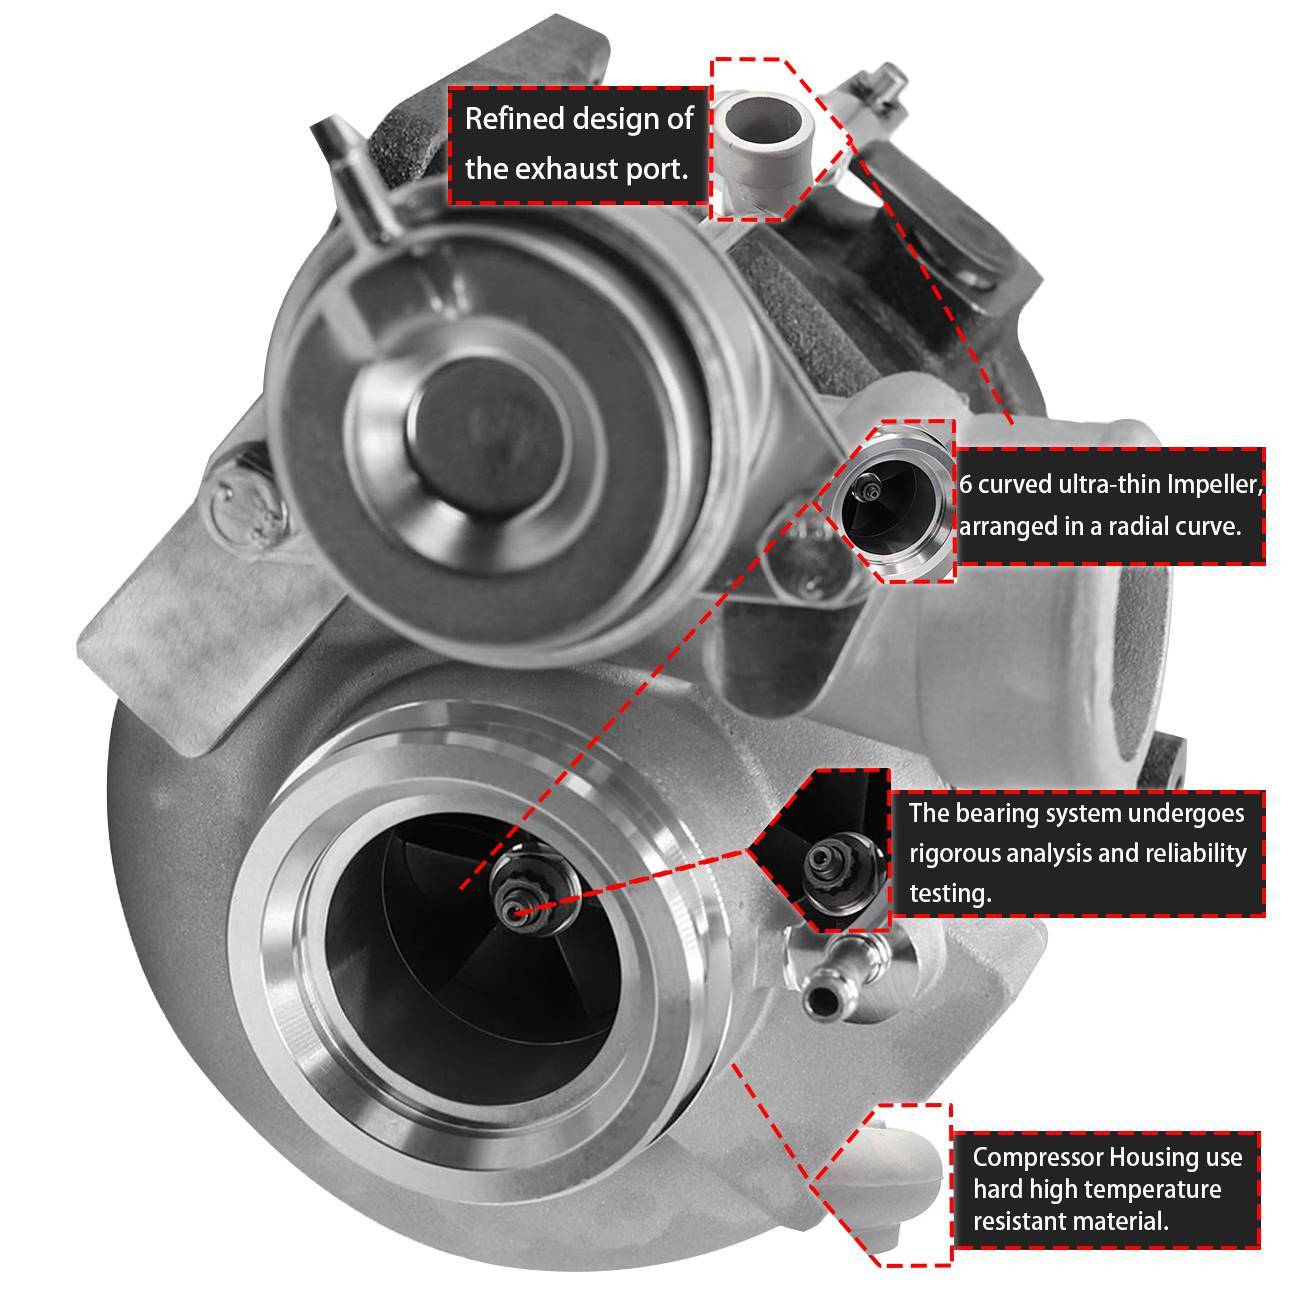 Refined design of
the exhaust port.
6 curved ultra-thin Impeller,
arranged in a radial curve.
The bearing system undergoes
rigorous analysis and reliability
testing.
Compressor Housing use
hard high temperature
resistant material.